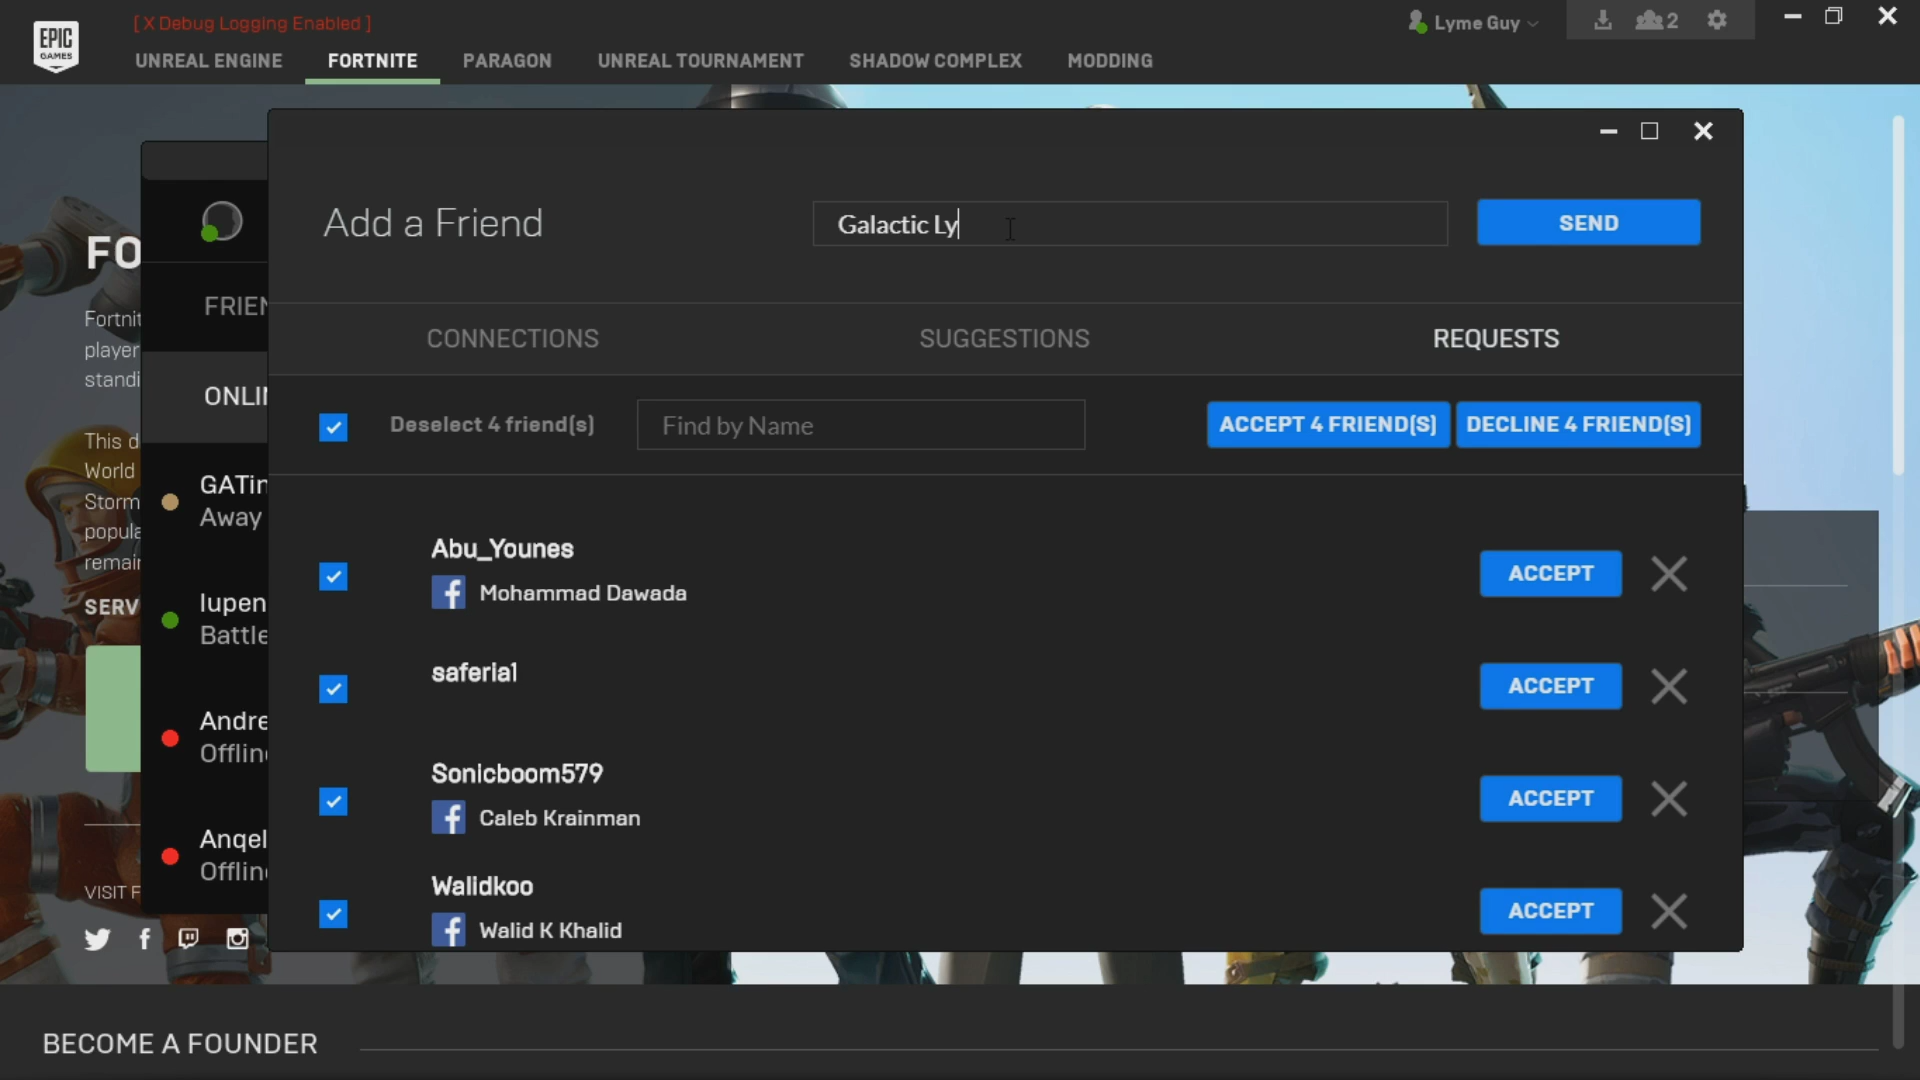 [ X Debug Logging Enabled ]
EPIC
GAMES
Lyme Guy
2
UNREAL ENGINE
FORTNITE
PARAGON
UNREAL TOURNAMENT
SHADOW COMPLEX
MODDING
Add a Friend
Galactic Ly
SEND
CONNECTIONS
SUGGESTIONS
REQUESTS
Deselect 4 friend(s)
Find by Name
ACCEPT 4 FRIEND(S)
DECLINE 4 FRIEND(S)
Abu_Younes
Mohammad Dawada
ACCEPT
saferia1
ACCEPT
Sonicboom579
Caleb Krainman
ACCEPT
Walidkoo
Walid K Khalid
ACCEPT
FRIEN
ONLIN
GATin
Away
lupen
Battle
Andre
Offlin
Angel
Offlin
FO
Fortnit
player
standi
This d
World
Storm
popula
remain
SERV
VISIT F
BECOME A FOUNDER